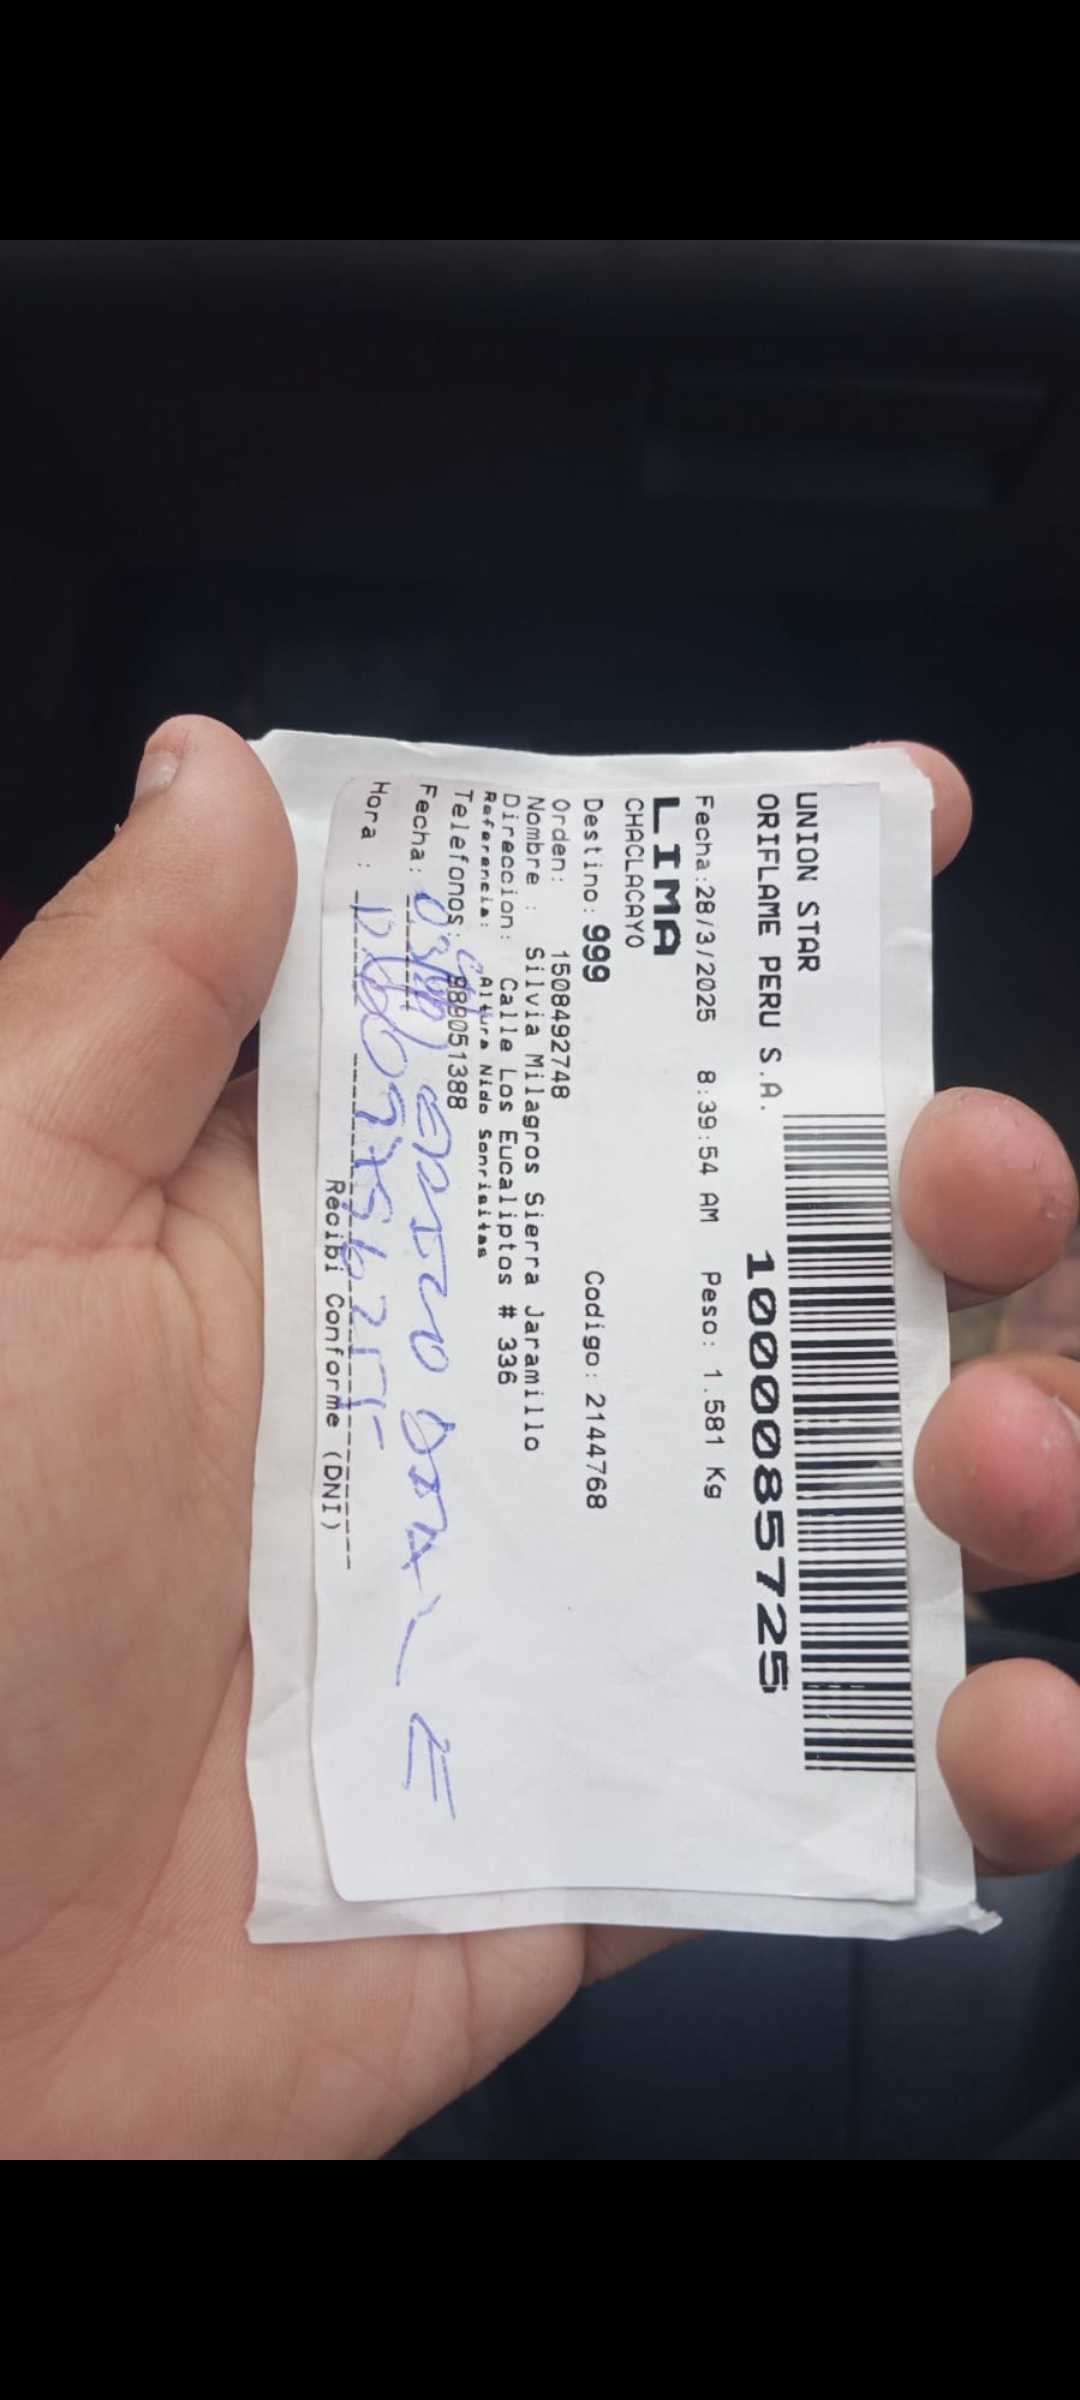 UNION STAR
ORIFLAME PERU S.A.
1000085725
Fecha:28/3/2025 8:39:54 AM Peso: 1.581 Kg
LIMA
CHACLACAYO
Destino: 999 Codigo: 2144768
Orden: 1508492748
Nombre : Silvia Milagros Sierra Jaramillo
Direccion: Calle Los Eucaliptos # 336
Referencia: Altura Nido Sonrisitas
Telefonos: 989051388
Fecha:
Hora :
Recibi Conforme (DNI)